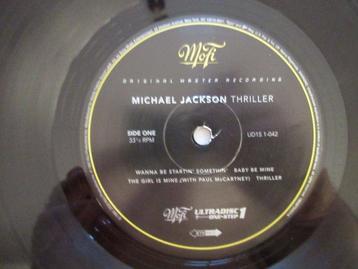 MoFi
ORIGINAL MASTER RECORDING
MICHAEL JACKSON THRILLER
SIDE ONE
33⅓ RPM
UD1S 1-042
WANNA BE STARTIN' SOMETHIN' BABY BE MINE
THE GIRL IS MINE (WITH PAUL McCARTNEY) THRILLER
MoFi ULTRADISC
ONE-STEP 1